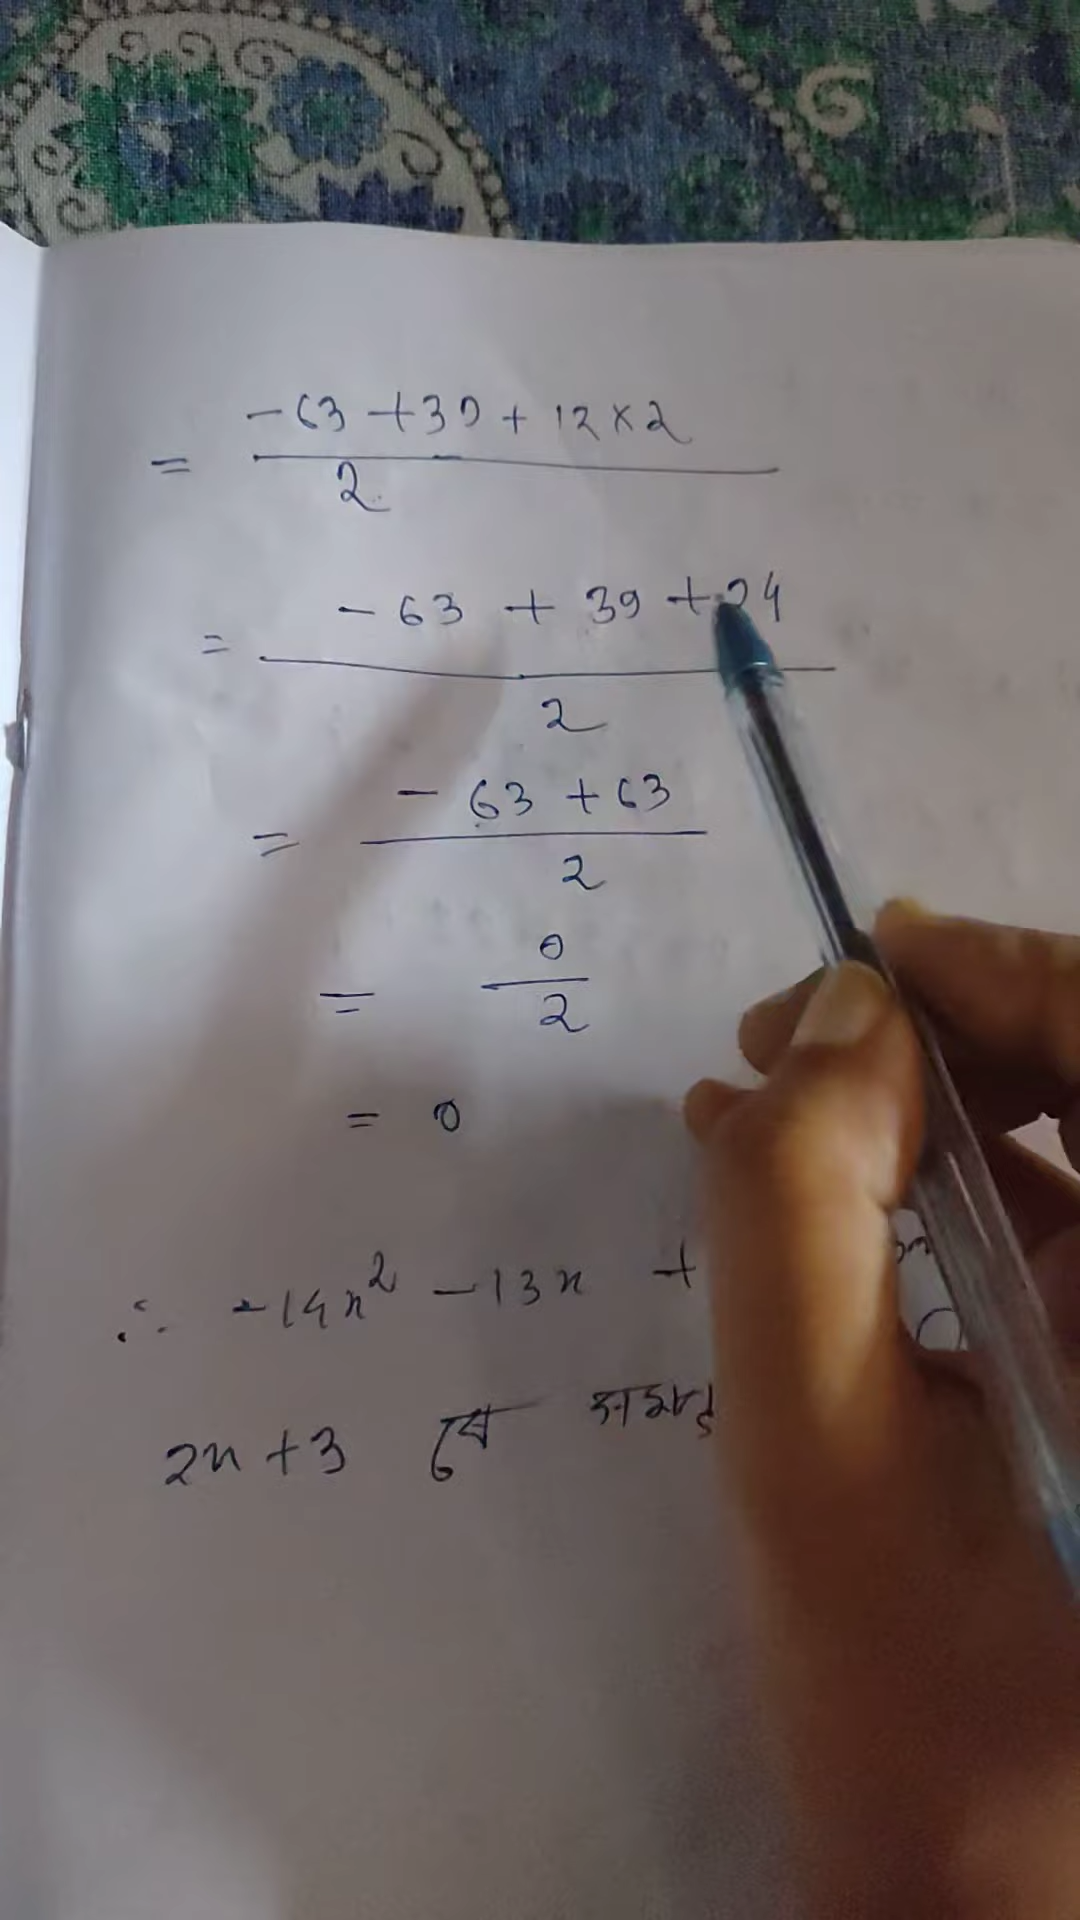 = -63 +39 + 12 × 2 / 2
= -63 + 39 + 24 / 2
= -63 + 63 / 2
= 0 / 2
= 0
∴ -14x² - 13x +
2x + 3